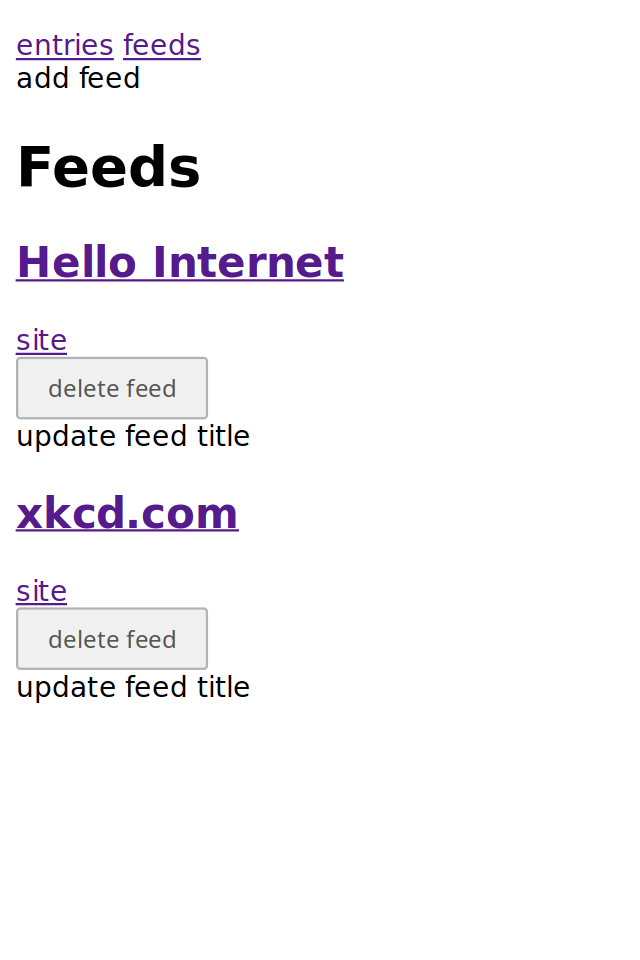 entries feeds
add feed
Feeds
Hello Internet
site
delete feed
update feed title
xkcd.com
site
delete feed
update feed title